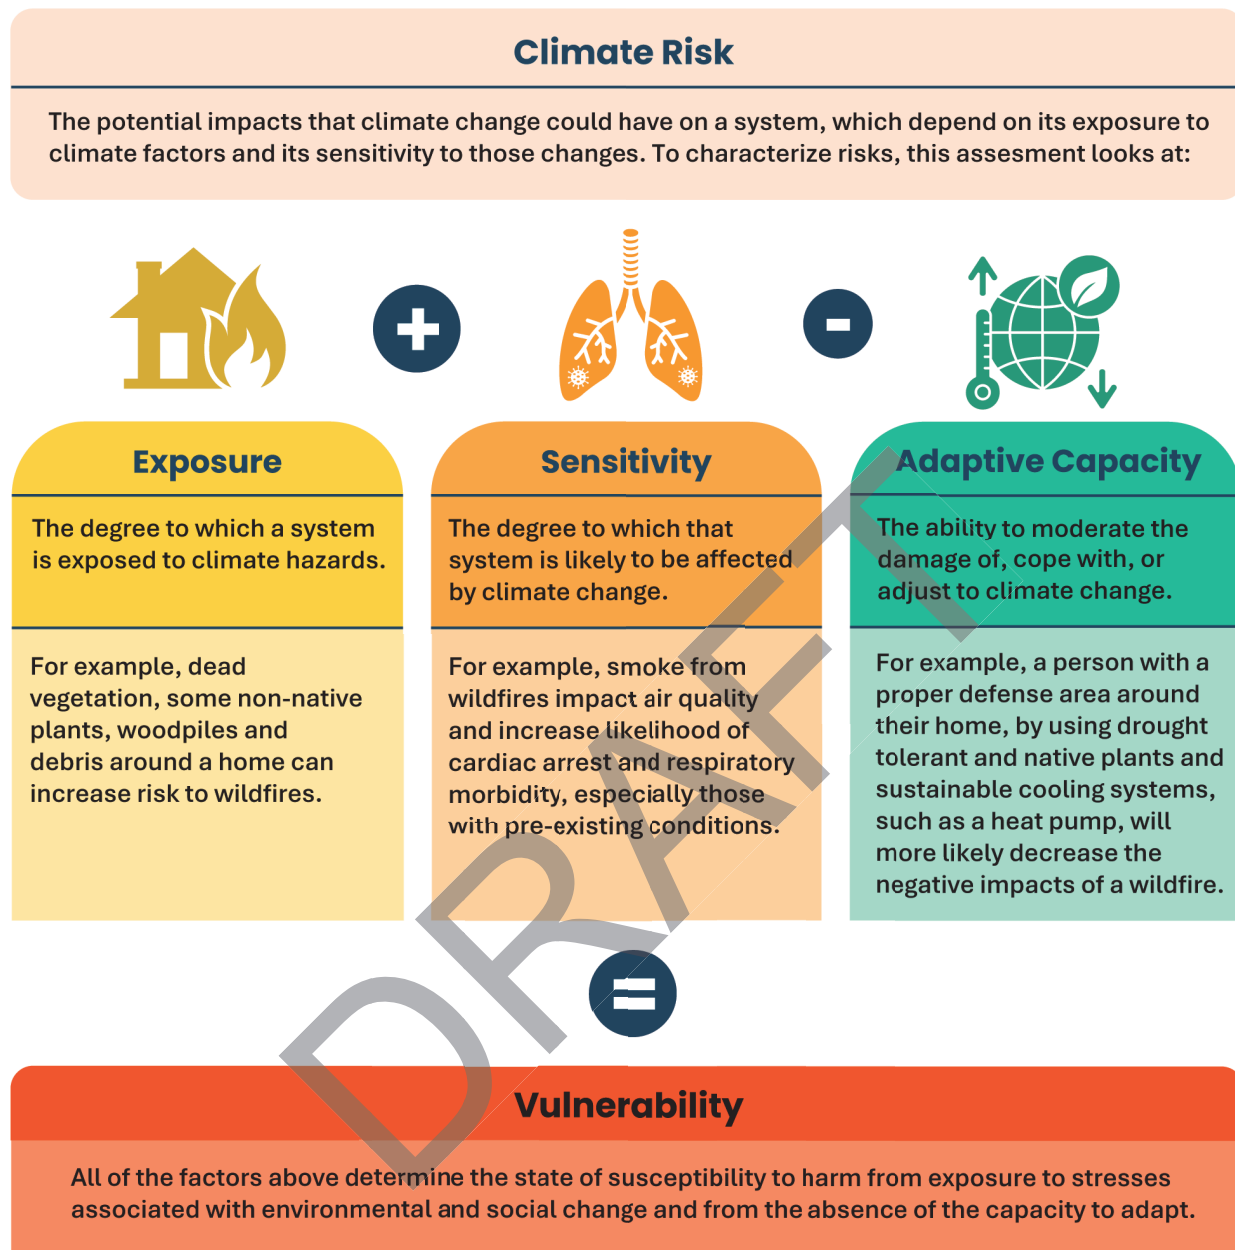 Climate Risk
The potential impacts that climate change could have on a system, which depend on its exposure to
climate factors and its sensitivity to those changes. To characterize risks, this assesment looks at:
+
-
Exposure
The degree to which a system
is exposed to climate hazards.
For example, dead
vegetation, some non-native
plants, woodpiles and
debris around a home can
increase risk to wildfires.
Sensitivity
The degree to which that
system is likely to be affected
by climate change.
For example, smoke from
wildfires impact air quality
and increase likelihood of
cardiac arrest and respiratory
morbidity, especially those
with pre-existing conditions.
Adaptive Capacity
The ability to moderate the
damage of, cope with, or
adjust to climate change.
For example, a person with a
proper defense area around
their home, by using drought
tolerant and native plants and
sustainable cooling systems,
such as a heat pump, will
more likely decrease the
negative impacts of a wildfire.
=
Vulnerability
All of the factors above determine the state of susceptibility to harm from exposure to stresses
associated with environmental and social change and from the absence of the capacity to adapt.
DRAFT